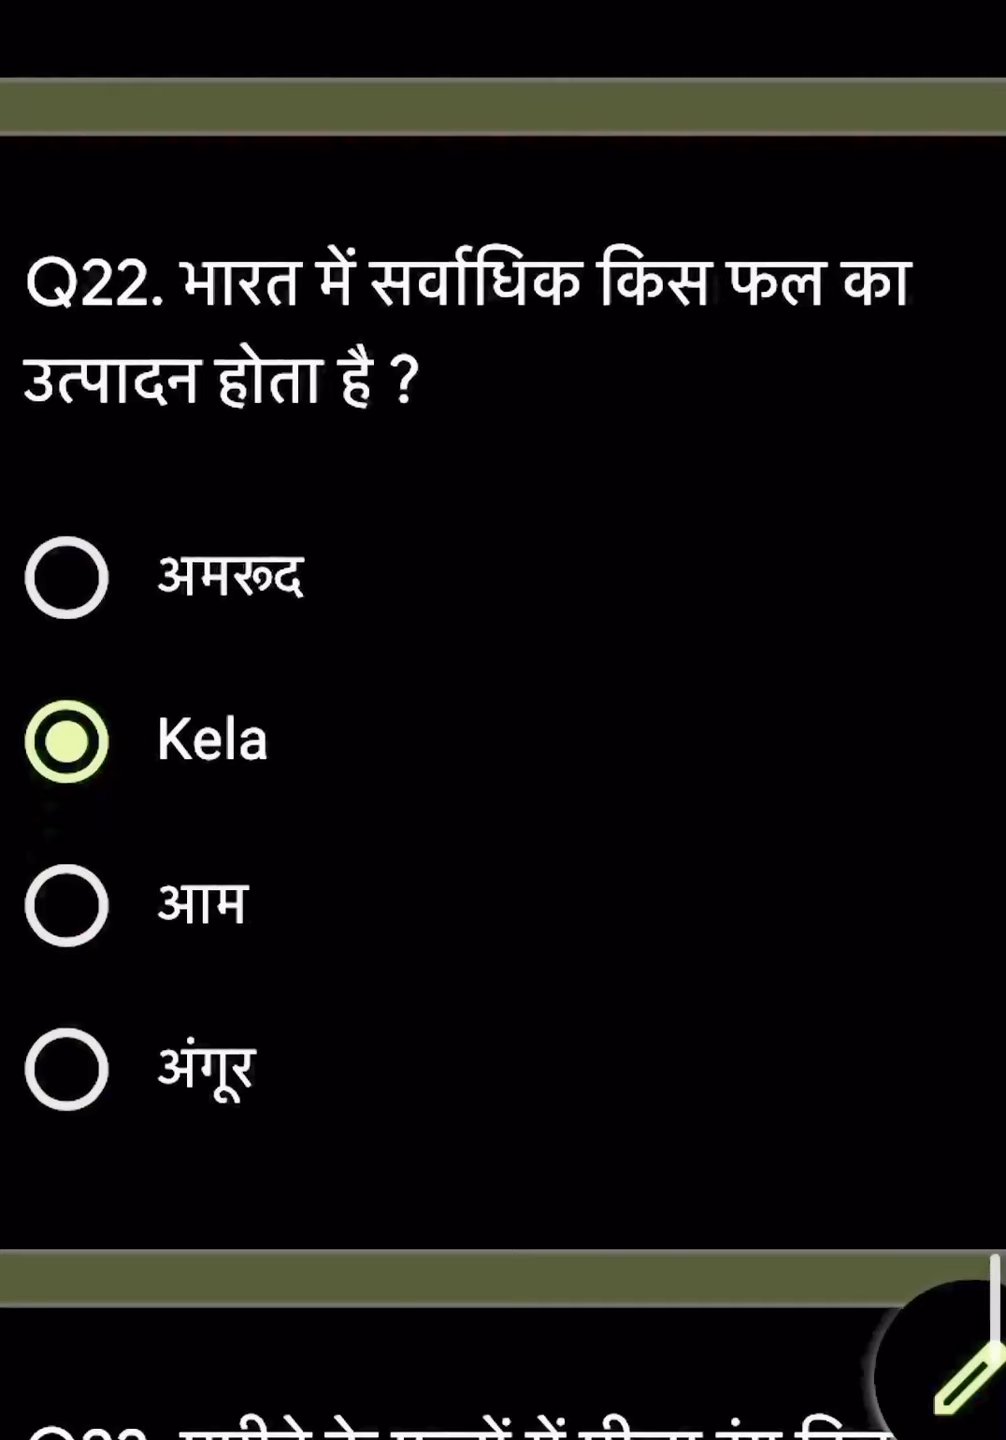 Q22. भारत में सर्वाधिक किस फल का
उत्पादन होता है ?
अमरूद
Kela
आम
अंगूर